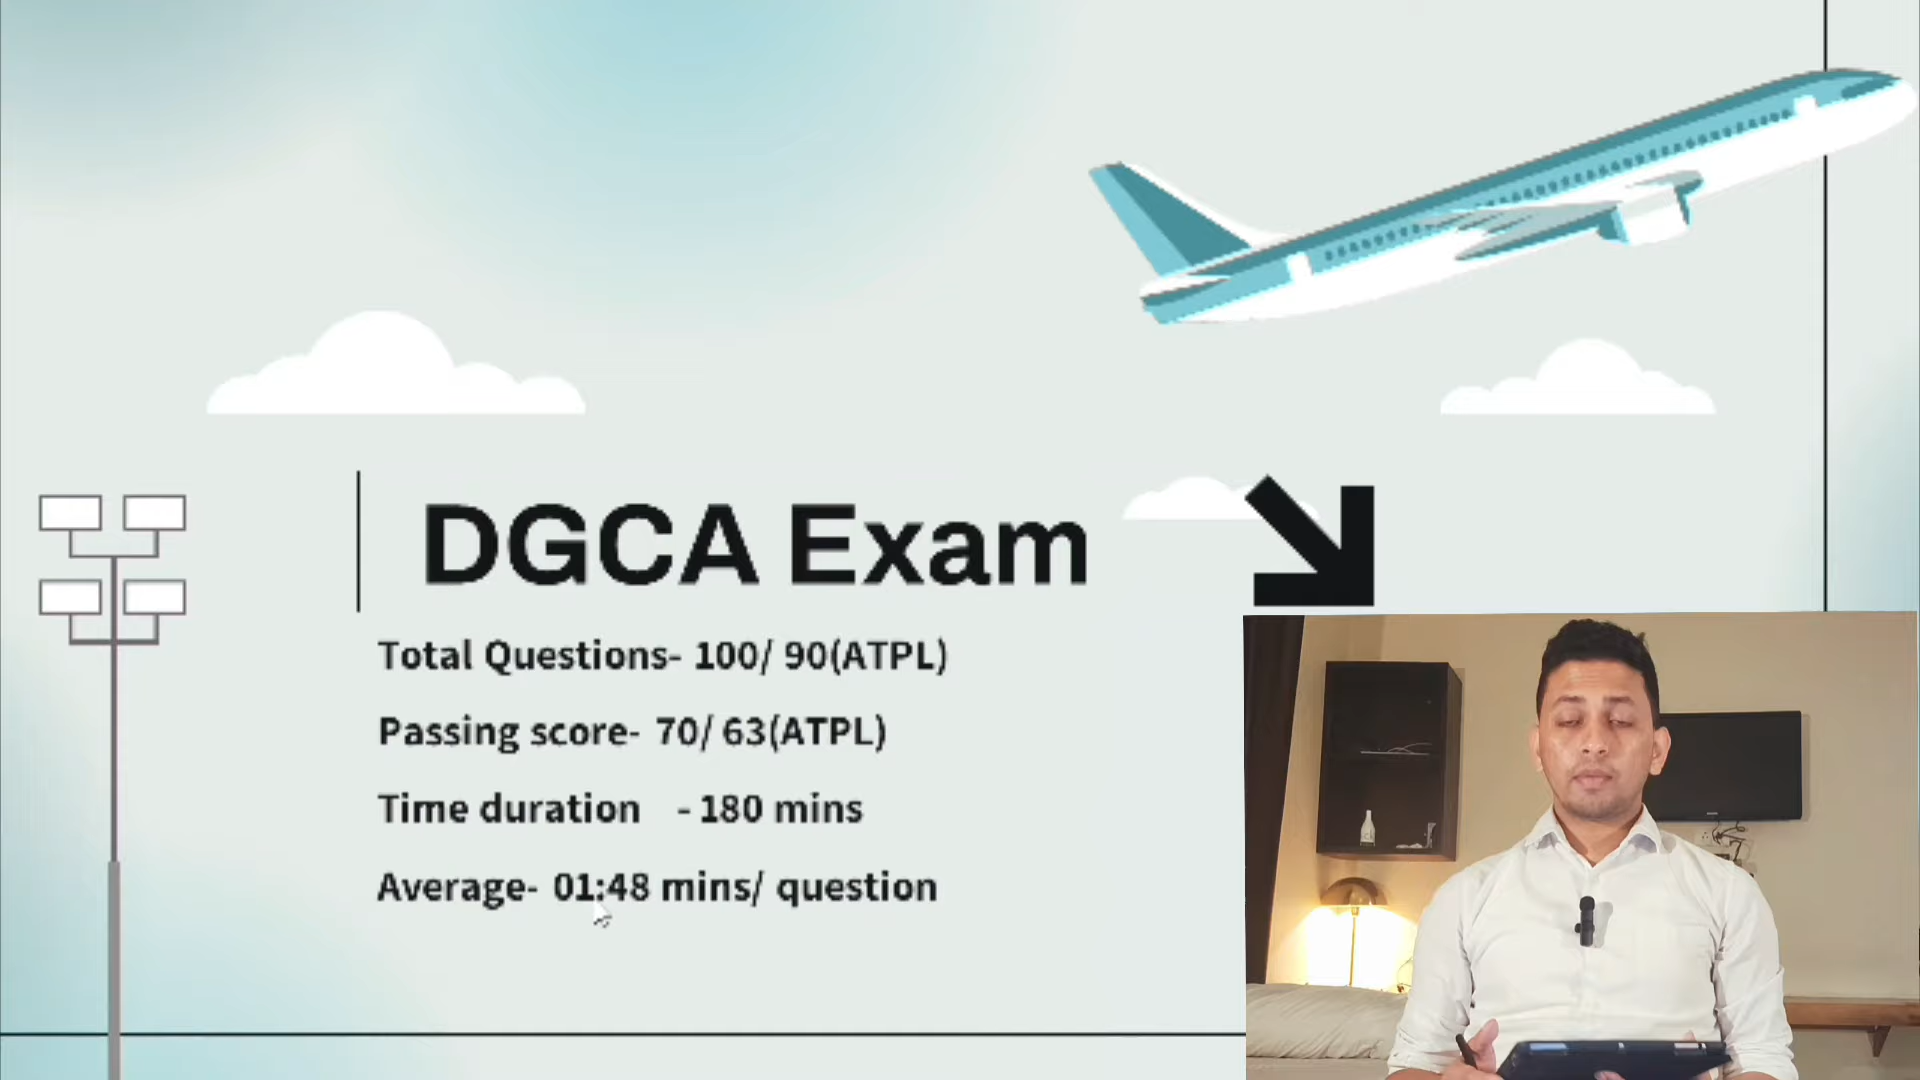 DGCA Exam
Total Questions- 100/ 90(ATPL)
Passing score- 70/ 63(ATPL)
Time duration - 180 mins
Average- 01:48 mins/ question